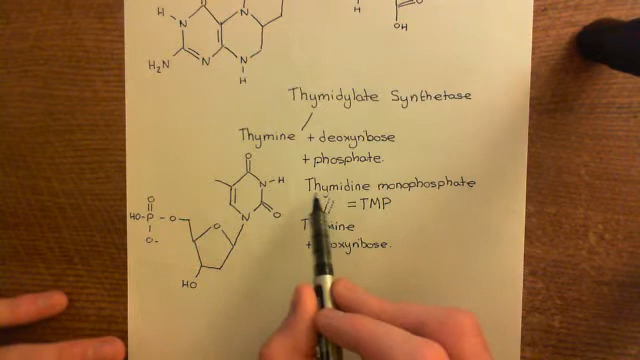 H
N
N
H₂N
N
N
H
H
O
OH
Thymidylate Synthetase
Thymine + deoxyribose
+ phosphate
Thymidine monophosphate
= TMP
+
O
N-H
O
N
O
HO-P-O
O-
O
HO